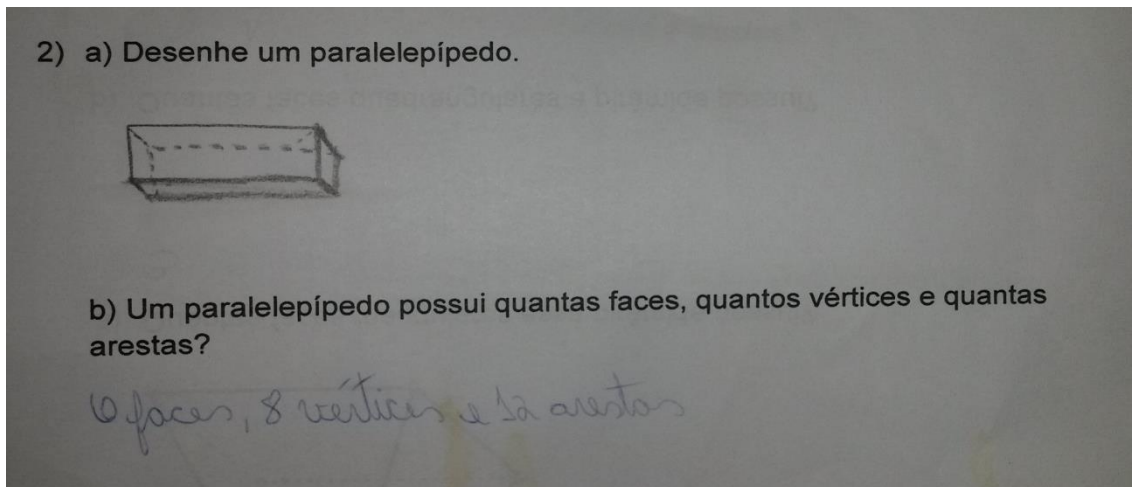 2) a) Desenhe um paralelepípedo.
b) Um paralelepípedo possui quantas faces, quantos vértices e quantas
arestas?
6 faces, 8 vértices e 12 arestas